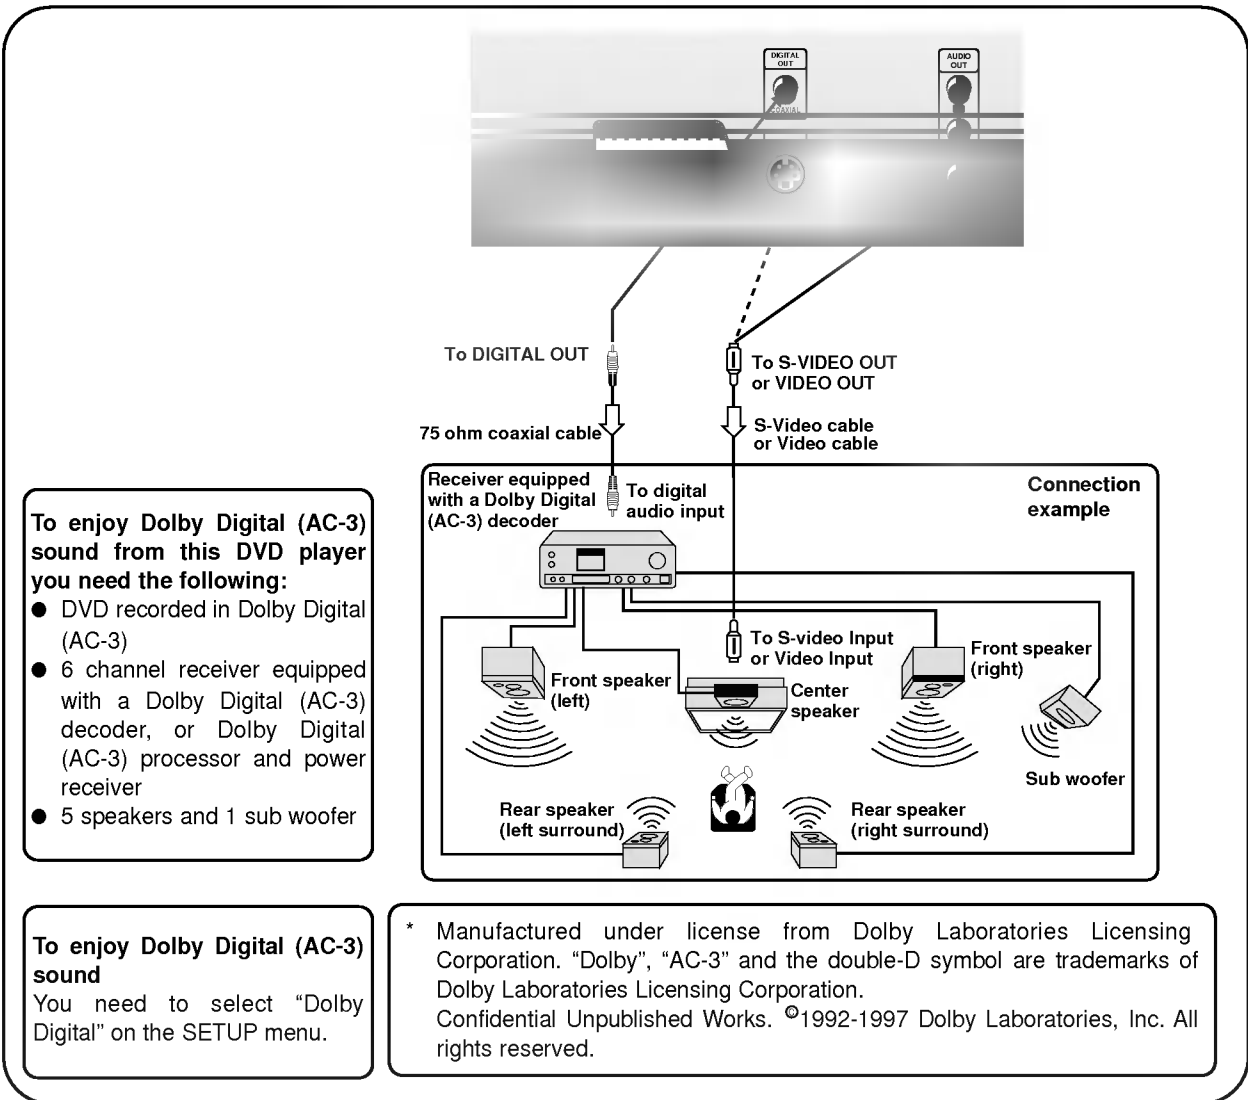 DIGITAL
OUT
COAXIAL
AUDIO
OUT
To DIGITAL OUT
To S-VIDEO OUT
or VIDEO OUT
75 ohm coaxial cable
S-Video cable
or Video cable
Receiver equipped
with a Dolby Digital
(AC-3) decoder
To digital
audio input
Connection
example
To S-video Input
or Video Input
Front speaker
(left)
Center
speaker
Front speaker
(right)
Sub woofer
Rear speaker
(left surround)
Rear speaker
(right surround)
To enjoy Dolby Digital (AC-3)
sound from this DVD player
you need the following:
● DVD recorded in Dolby Digital
(AC-3)
● 6 channel receiver equipped
with a Dolby Digital (AC-3)
decoder, or Dolby Digital
(AC-3) processor and power
receiver
● 5 speakers and 1 sub woofer
To enjoy Dolby Digital (AC-3)
sound
You need to select “Dolby
Digital” on the SETUP menu.
* Manufactured under license from Dolby Laboratories Licensing
Corporation. “Dolby”, “AC-3” and the double-D symbol are trademarks of
Dolby Laboratories Licensing Corporation.
Confidential Unpublished Works. ©1992-1997 Dolby Laboratories, Inc. All
rights reserved.